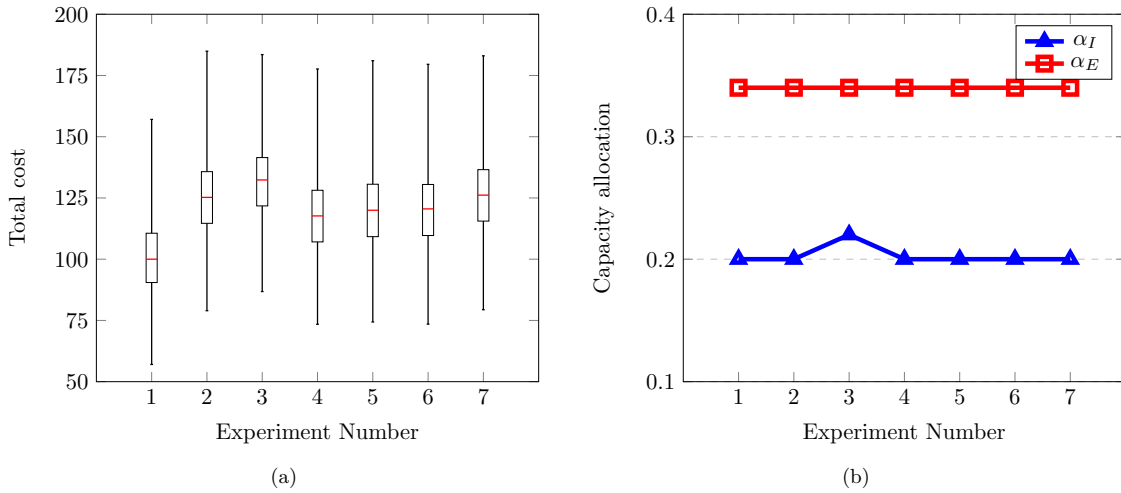 200
175
150
125
100
75
50
Total cost
1 2 3 4 5 6 7
Experiment Number
(a)
0.4
0.3
0.2
0.1
Capacity allocation
α_I
α_E
1 2 3 4 5 6 7
Experiment Number
(b)